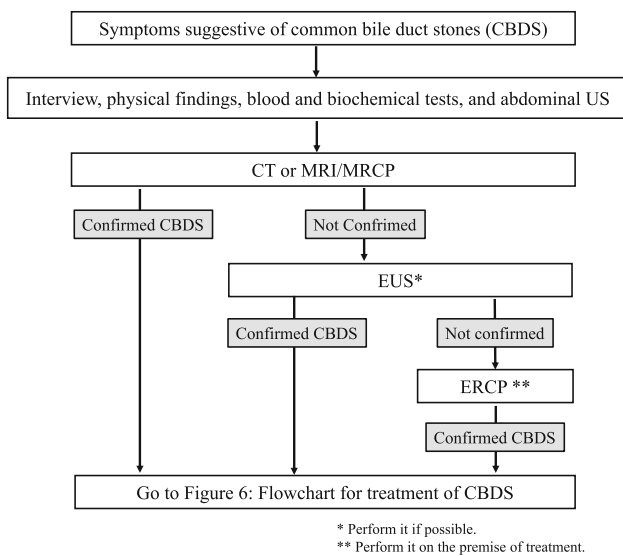 Symptoms suggestive of common bile duct stones (CBDS)
Interview, physical findings, blood and biochemical tests, and abdominal US
CT or MRI/MRCP
Confirmed CBDS
Not Confrimed
EUS*
Confirmed CBDS
Not confirmed
ERCP **
Confirmed CBDS
Go to Figure 6: Flowchart for treatment of CBDS
* Perform it if possible.
** Perform it on the premise of treatment.